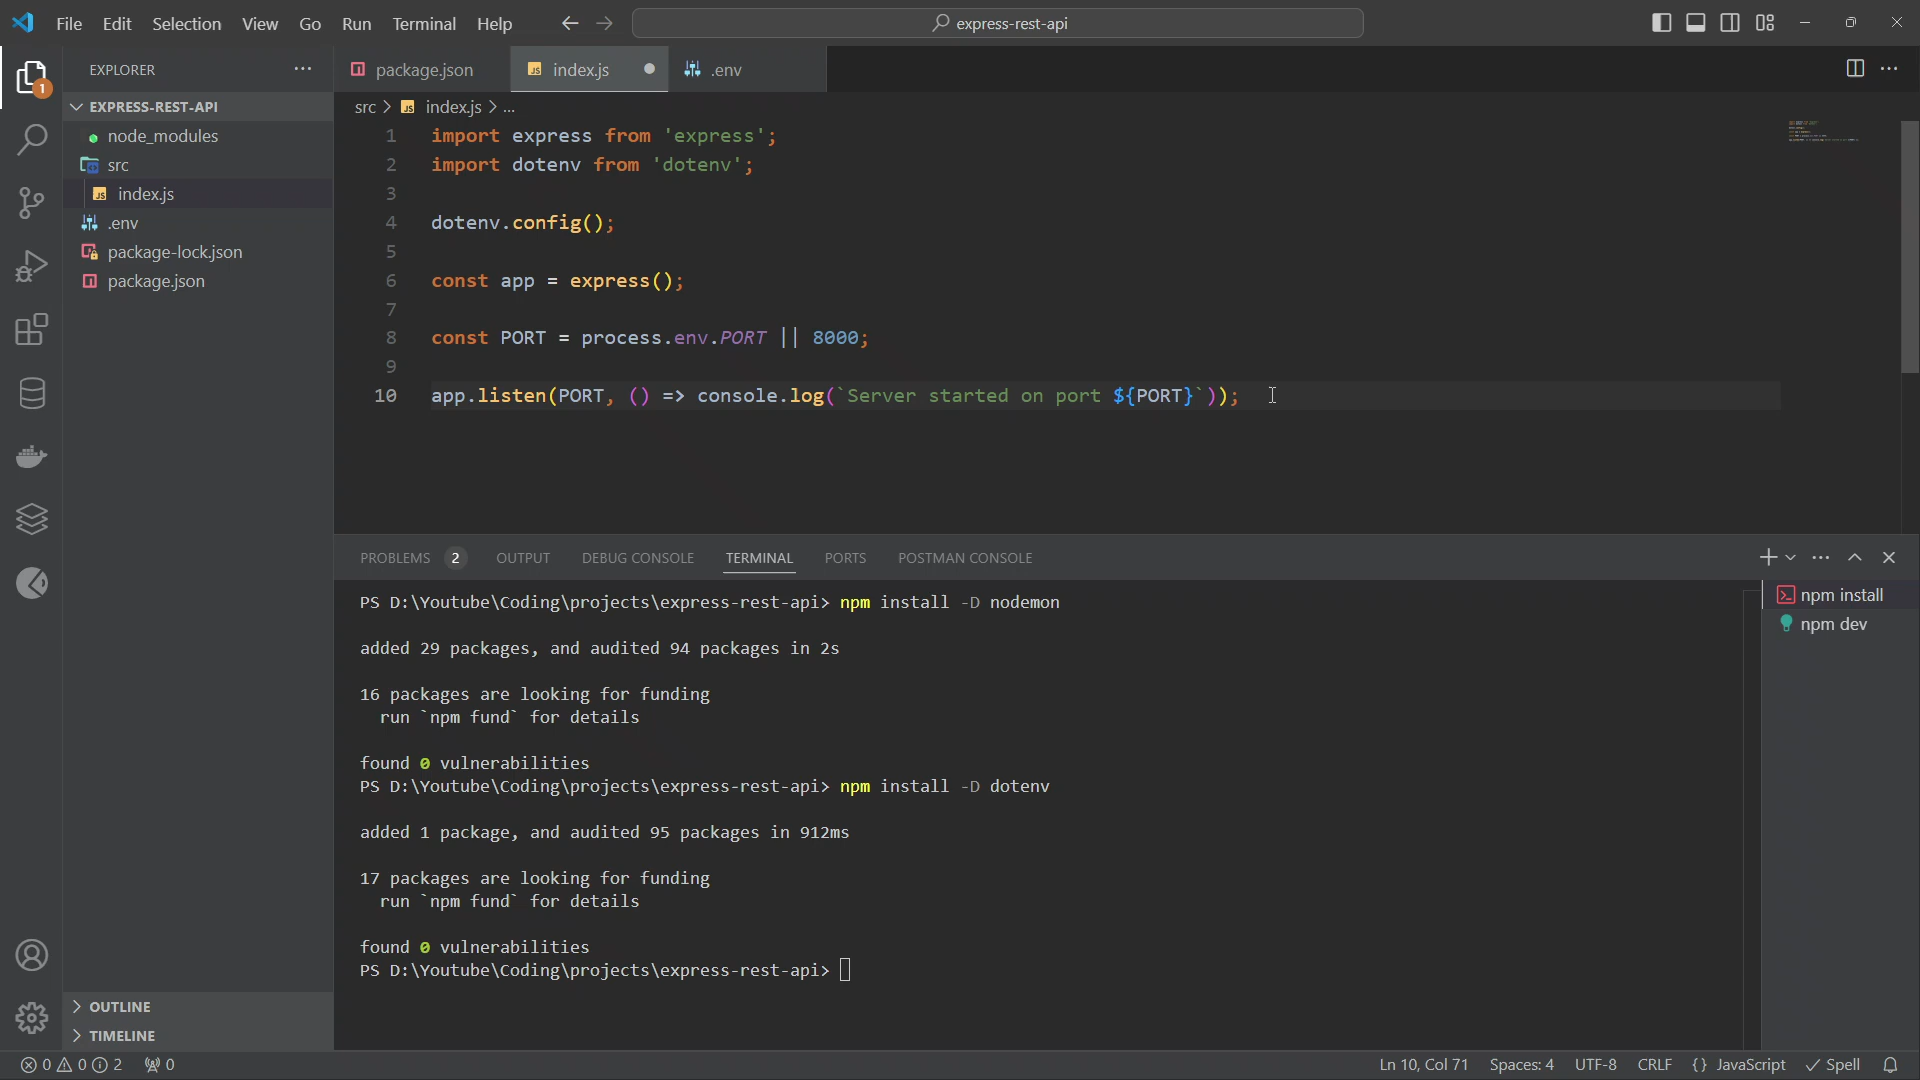 File Edit Selection View Go Run Terminal Help express-rest-api
EXPLORER
1
EXPRESS-REST-API
node_modules
src
index.js
.env
package-lock.json
package.json
OUTLINE
TIMELINE
package.json index.js .env
src > index.js > ...
1 import express from 'express';
2 import dotenv from 'dotenv';
3
4 dotenv.config();
5
6 const app = express();
7
8 const PORT = process.env.PORT || 8000;
9
10 app.listen(PORT, () => console.log(`Server started on port ${PORT}`));
PROBLEMS 2 OUTPUT DEBUG CONSOLE TERMINAL PORTS POSTMAN CONSOLE
PS D:\Youtube\Coding\projects\express-rest-api> npm install -D nodemon
added 29 packages, and audited 94 packages in 2s
16 packages are looking for funding
run `npm fund` for details
found 0 vulnerabilities
PS D:\Youtube\Coding\projects\express-rest-api> npm install -D dotenv
added 1 package, and audited 95 packages in 912ms
17 packages are looking for funding
run `npm fund` for details
found 0 vulnerabilities
PS D:\Youtube\Coding\projects\express-rest-api>
npm install
npm dev
0 0 2 0 Ln 10, Col 71 Spaces: 4 UTF-8 CRLF {} JavaScript Spell